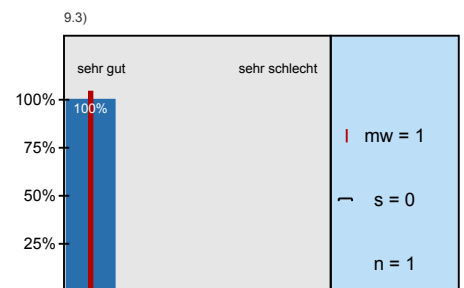 9.3)
sehr gut
sehr schlecht
100%
100%
75%
mw = 1
50%
s = 0
25%
n = 1